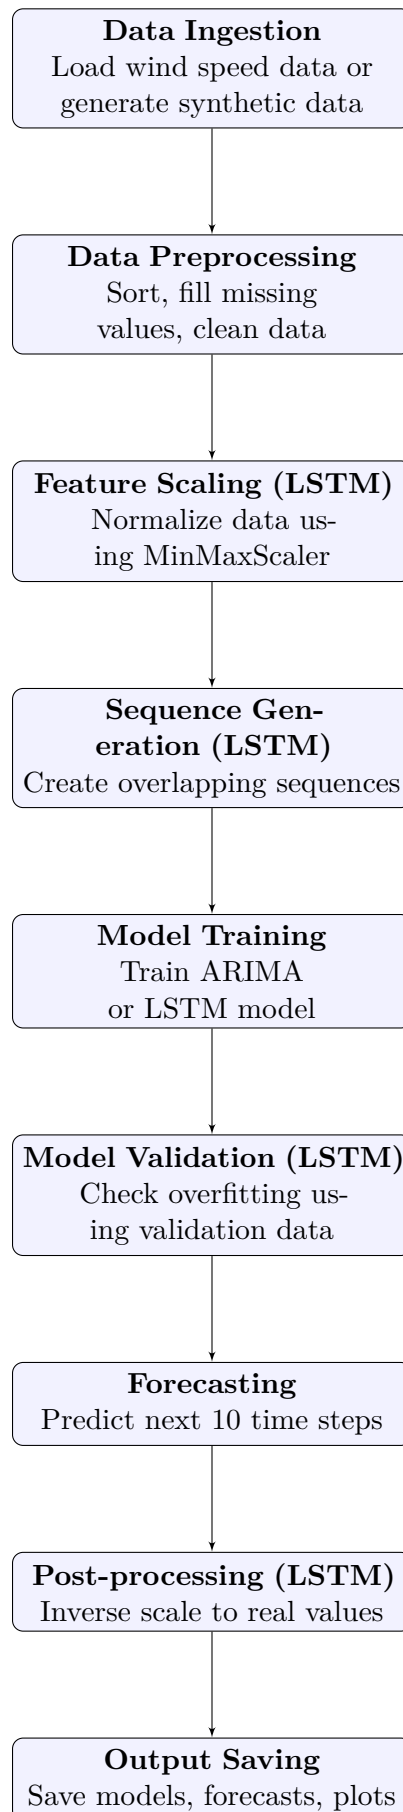 Data Ingestion
Load wind speed data or
generate synthetic data
Data Preprocessing
Sort, fill missing
values, clean data
Feature Scaling (LSTM)
Normalize data us-
ing MinMaxScaler
Sequence Gen-
eration (LSTM)
Create overlapping sequences
Model Training
Train ARIMA
or LSTM model
Model Validation (LSTM)
Check overfitting us-
ing validation data
Forecasting
Predict next 10 time steps
Post-processing (LSTM)
Inverse scale to real values
Output Saving
Save models, forecasts, plots